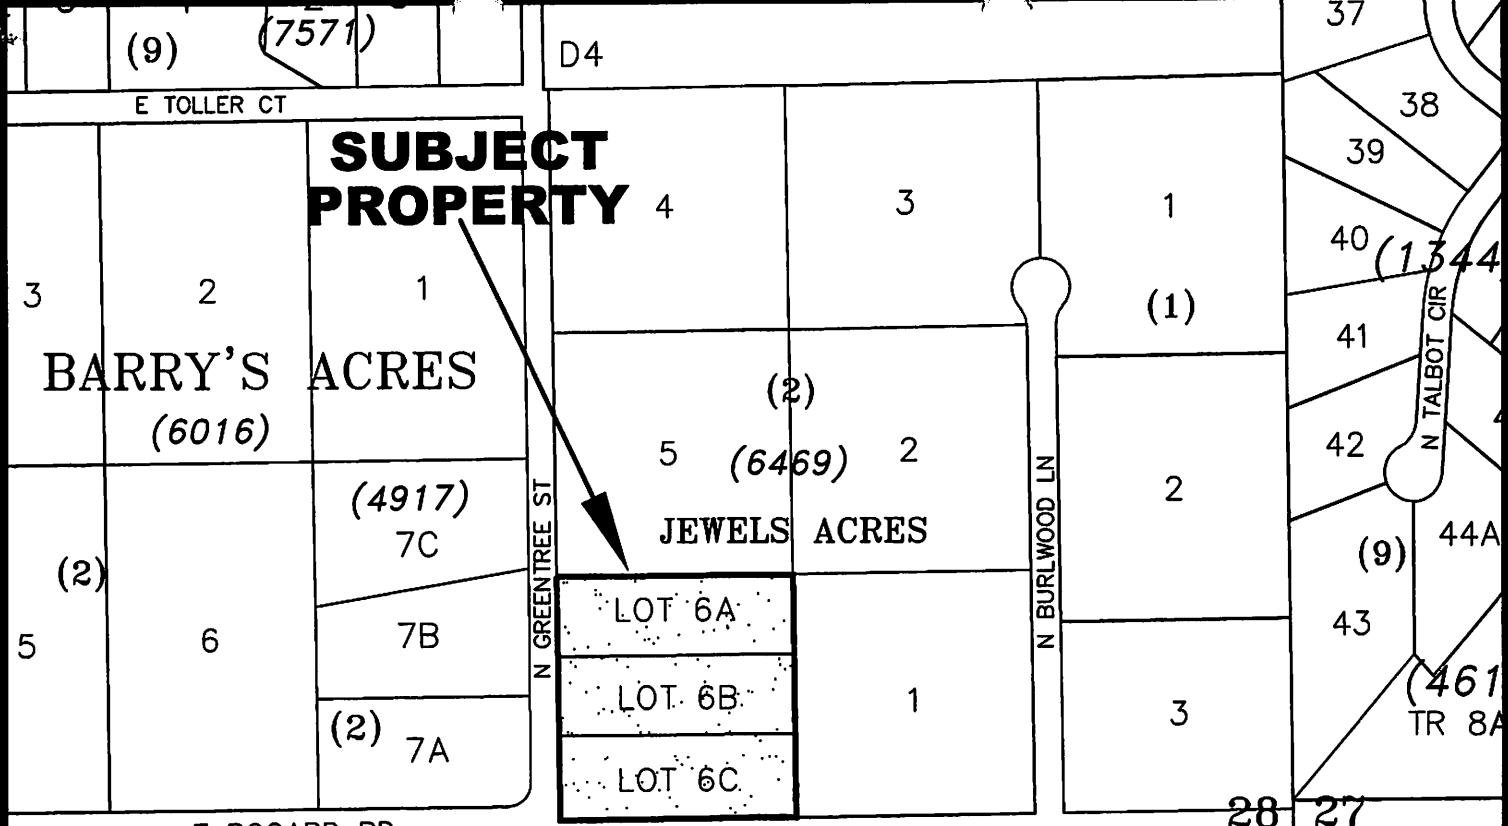 37
(7571)
(9)
D4
E TOLLER CT
38
SUBJECT
PROPERTY
39
4
3
1
40
(1344
3
2
1
(1)
N TALBOT CIR
41
BARRY'S ACRES
(2)
(6016)
42
5
(6469)
2
(4917)
2
JEWELS ACRES
7C
N GREENTREE ST
N BURLWOOD LN
44A
(9)
(2)
LOT 6A
43
5
6
7B
(461
LOT 6B
1
3
TR 8A
(2)
7A
LOT 6C
28
27